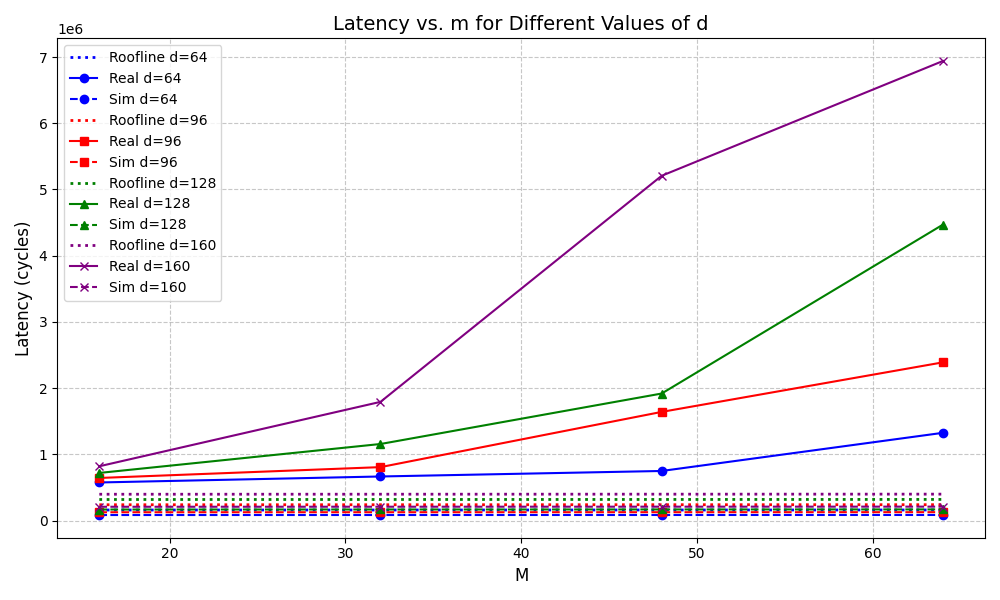 Latency vs. m for Different Values of d
1e6
7
6
5
4
3
2
1
0
Latency (cycles)
Roofline d=64
Real d=64
Sim d=64
Roofline d=96
Real d=96
Sim d=96
Roofline d=128
Real d=128
Sim d=128
Roofline d=160
Real d=160
Sim d=160
20 30 40 50 60
M